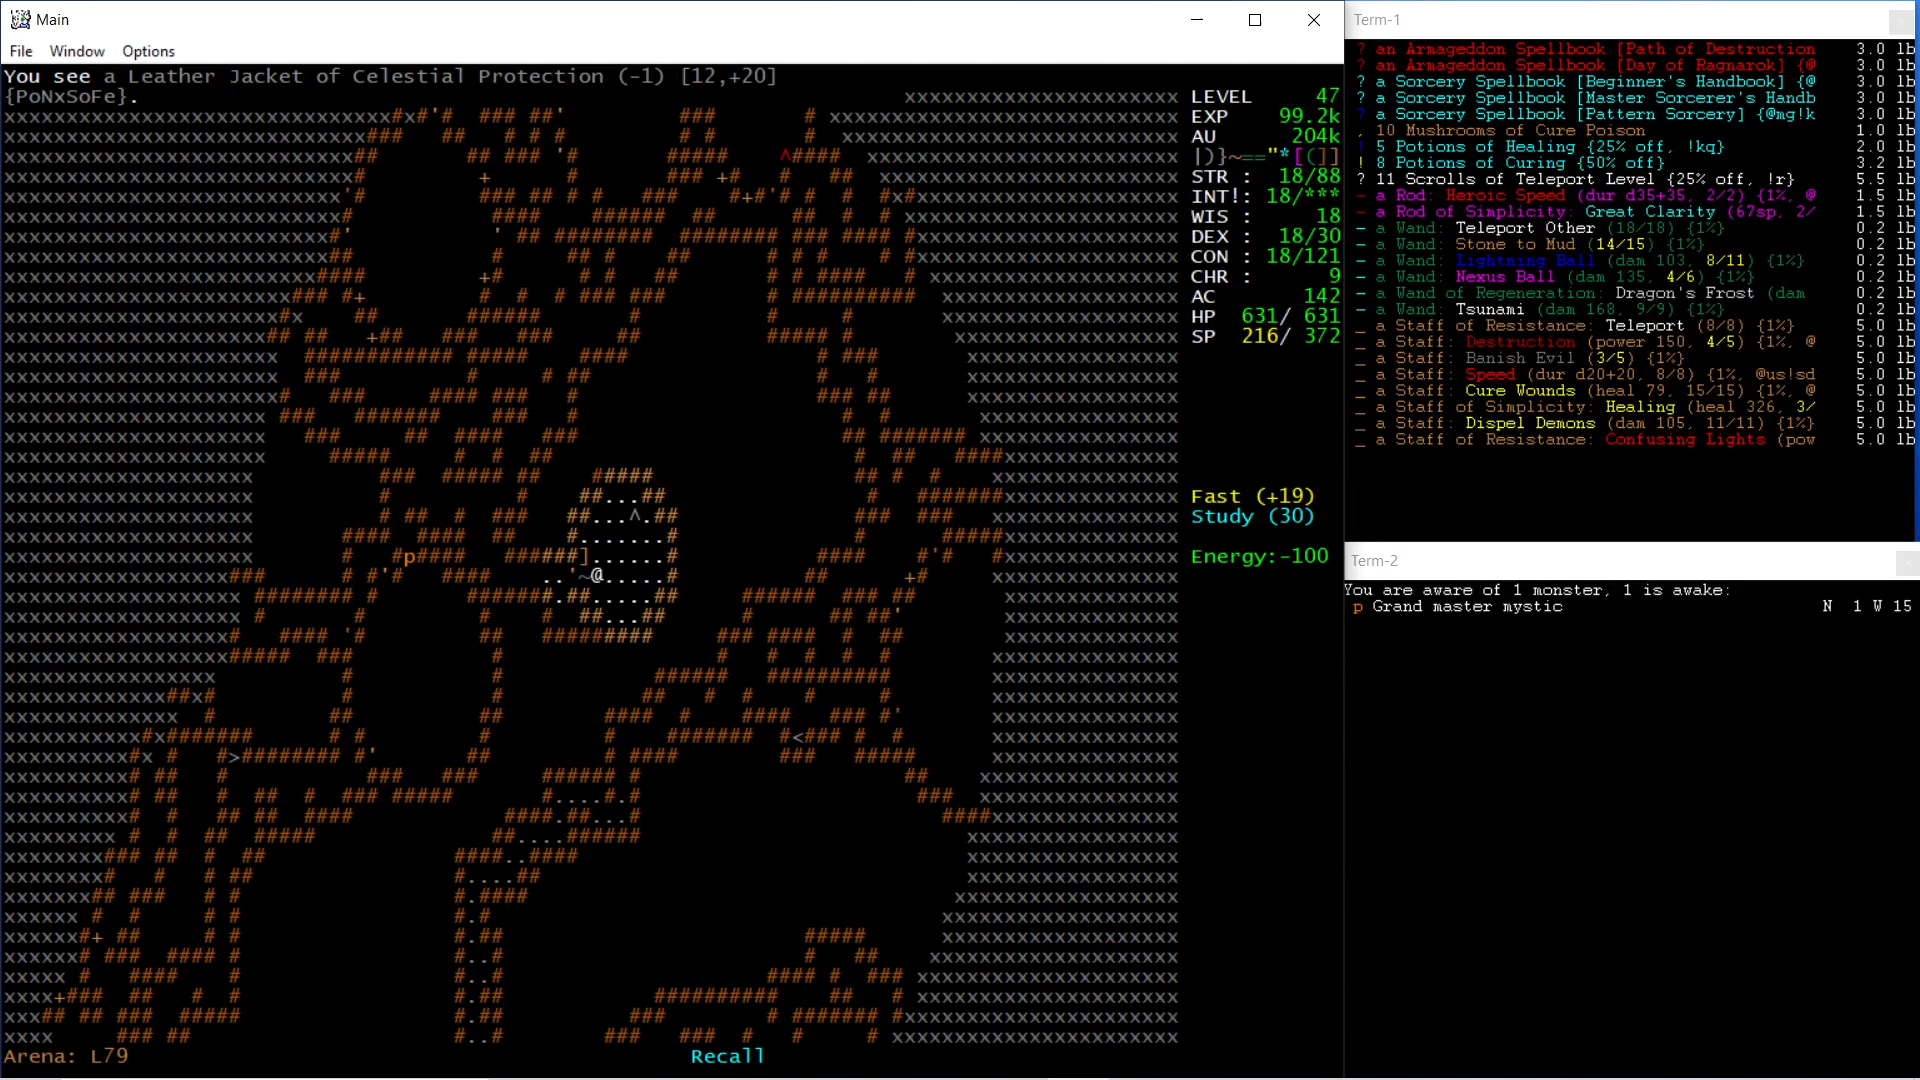 Main
File Window Options
You see a Leather Jacket of Celestial Protection (-1) [12,+20]
{PoNxSoFe}.
LEVEL 47
EXP 99.2k
AU 204k
|)}~=="*[(]]
STR : 18/88
INT!: 18/***
WIS : 18
DEX : 18/30
CON : 18/121
CHR : 9
AC 142
HP 631/ 631
SP 216/ 372
Fast (+19)
Study (30)
Energy:-100
Arena: L79
Recall
Term-1
? an Armageddon Spellbook [Path of Destruction 3.0 lb
? an Armageddon Spellbook [Day of Ragnarok] {@ 3.0 lb
? a Sorcery Spellbook [Beginner's Handbook] {@ 3.0 lb
? a Sorcery Spellbook [Master Sorcerer's Handb 3.0 lb
? a Sorcery Spellbook [Pattern Sorcery] {@mg!k 3.0 lb
, 10 Mushrooms of Cure Poison 1.0 lb
! 5 Potions of Healing {25% off, !kq} 2.0 lb
! 8 Potions of Curing {50% off} 3.2 lb
? 11 Scrolls of Teleport Level {25% off, !r} 5.5 lb
- a Rod: Heroic Speed (dur d35+35, 2/2) {1%, @ 1.5 lb
- a Rod of Simplicity: Great Clarity (67sp, 2/ 1.5 lb
- a Wand: Teleport Other (18/18) {1%} 0.2 lb
- a Wand: Stone to Mud (14/15) {1%} 0.2 lb
- a Wand: Lightning Ball (dam 103, 8/11) {1%} 0.2 lb
- a Wand: Nexus Ball (dam 135, 4/6) {1%} 0.2 lb
- a Wand of Regeneration: Dragon's Frost (dam 0.2 lb
- a Wand: Tsunami (dam 168, 9/9) {1%} 0.2 lb
_ a Staff of Resistance: Teleport (8/8) {1%} 5.0 lb
_ a Staff: Destruction (power 150, 4/5) {1%, @ 5.0 lb
_ a Staff: Banish Evil (3/5) {1%} 5.0 lb
_ a Staff: Speed (dur d20+20, 8/8) {1%, @us!sd 5.0 lb
_ a Staff: Cure Wounds (heal 79, 15/15) {1%, @ 5.0 lb
_ a Staff of Simplicity: Healing (heal 326, 3/ 5.0 lb
_ a Staff: Dispel Demons (dam 105, 11/11) {1%} 5.0 lb
_ a Staff of Resistance: Confusing Lights (pow 5.0 lb
Term-2
You are aware of 1 monster, 1 is awake:
p Grand master mystic N 1 W 15